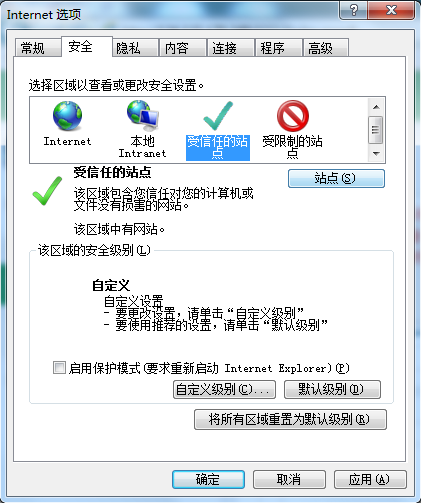 Internet 选项
常规 安全 隐私 内容 连接 程序 高级
选择区域以查看或更改安全设置。
Internet 本地 受信任的站 受限制的站
Intranet 点 点
受信任的站点
站点(S)
该区域包含您信任对您的计算机或
文件没有损害的网站。
该区域中有网站。
该区域的安全级别(L)
自定义
自定义设置
- 要更改设置，请单击“自定义级别”
- 要使用推荐的设置，请单击“默认级别”
启用保护模式(要求重新启动 Internet Explorer)(P)
自定义级别(C)... 默认级别(D)
将所有区域重置为默认级别(R)
确定 取消 应用(A)